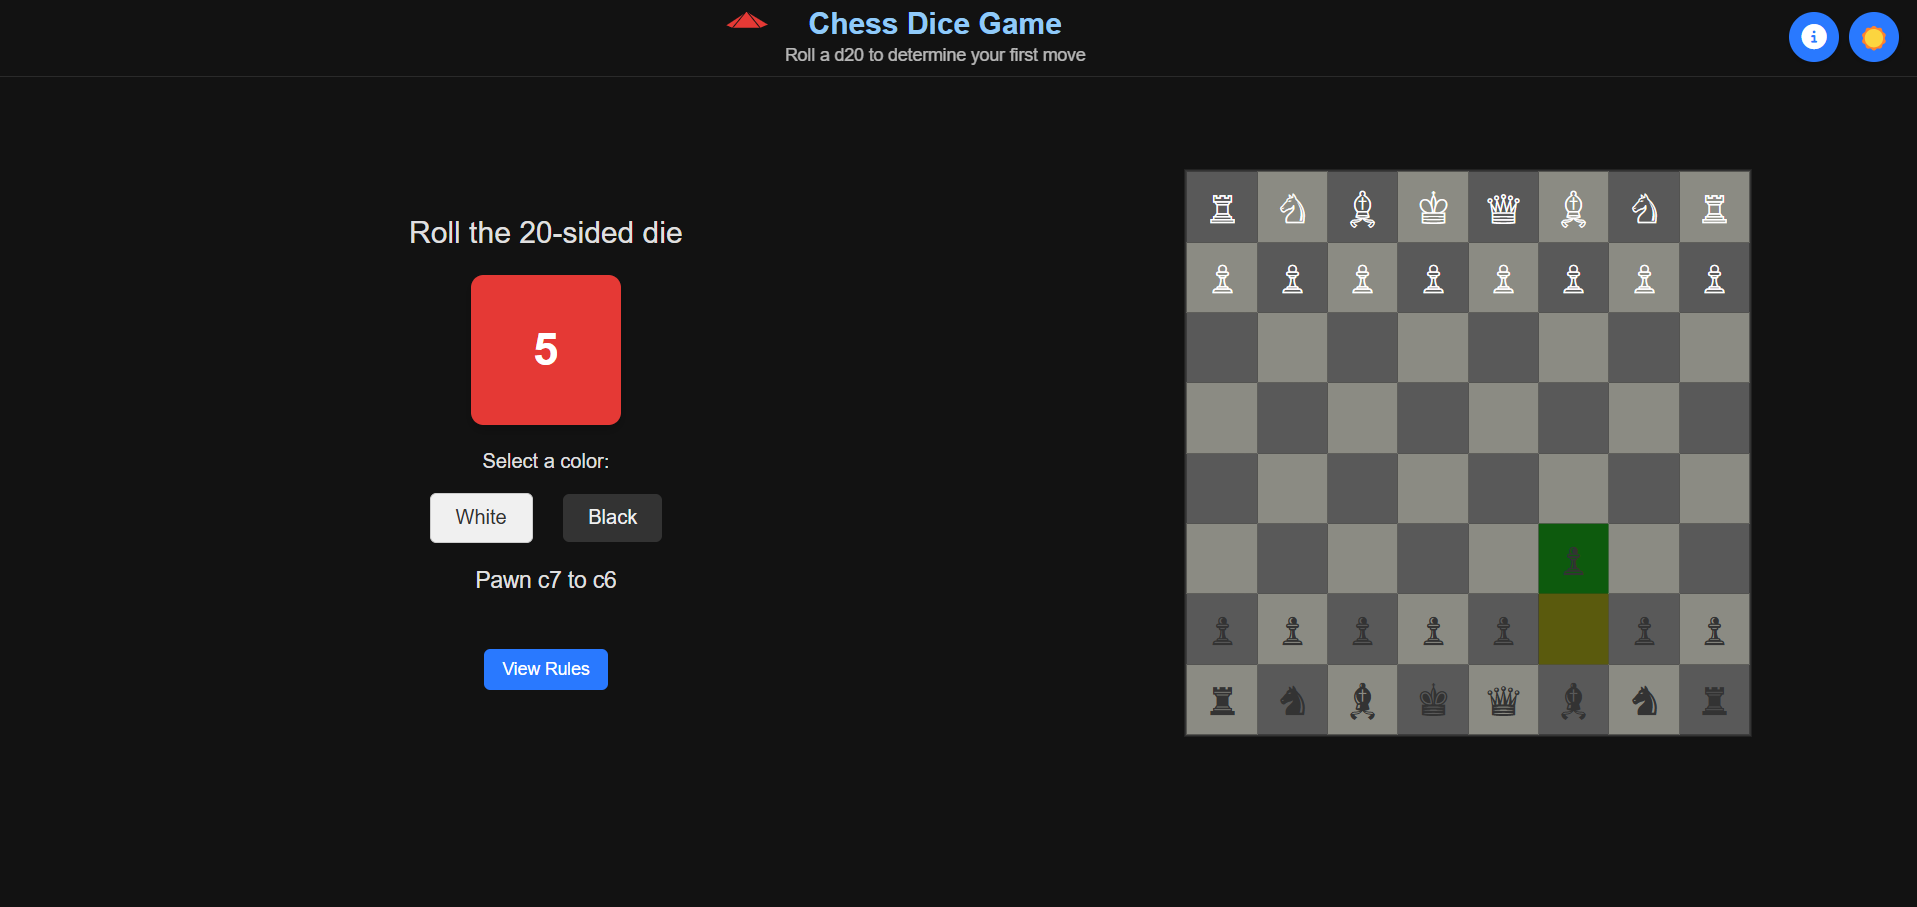 Chess Dice Game
Roll a d20 to determine your first move
Roll the 20-sided die
5
Select a color:
White
Black
Pawn c7 to c6
View Rules